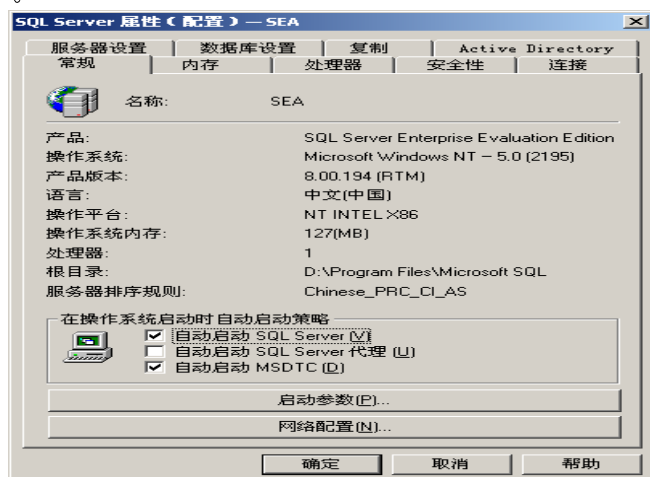 SQL Server 属性(配置) — SEA
服务器设置 数据库设置 复制 Active Directory
常规 内存 处理器 安全性 连接
名称: SEA
产品: SQL Server Enterprise Evaluation Edition
操作系统: Microsoft Windows NT – 5.0 (2195)
产品版本: 8.00.194 (RTM)
语言: 中文(中国)
操作平台: NT INTEL X86
操作系统内存: 127(MB)
处理器: 1
根目录: D:\Program Files\Microsoft SQL
服务器排序规则: Chinese_PRC_CI_AS
在操作系统启动时自动启动策略
自动启动 SQL Server (V)
自动启动 SQL Server 代理 (U)
自动启动 MSDTC (D)
启动参数(P)...
网络配置(N)...
确定 取消 帮助